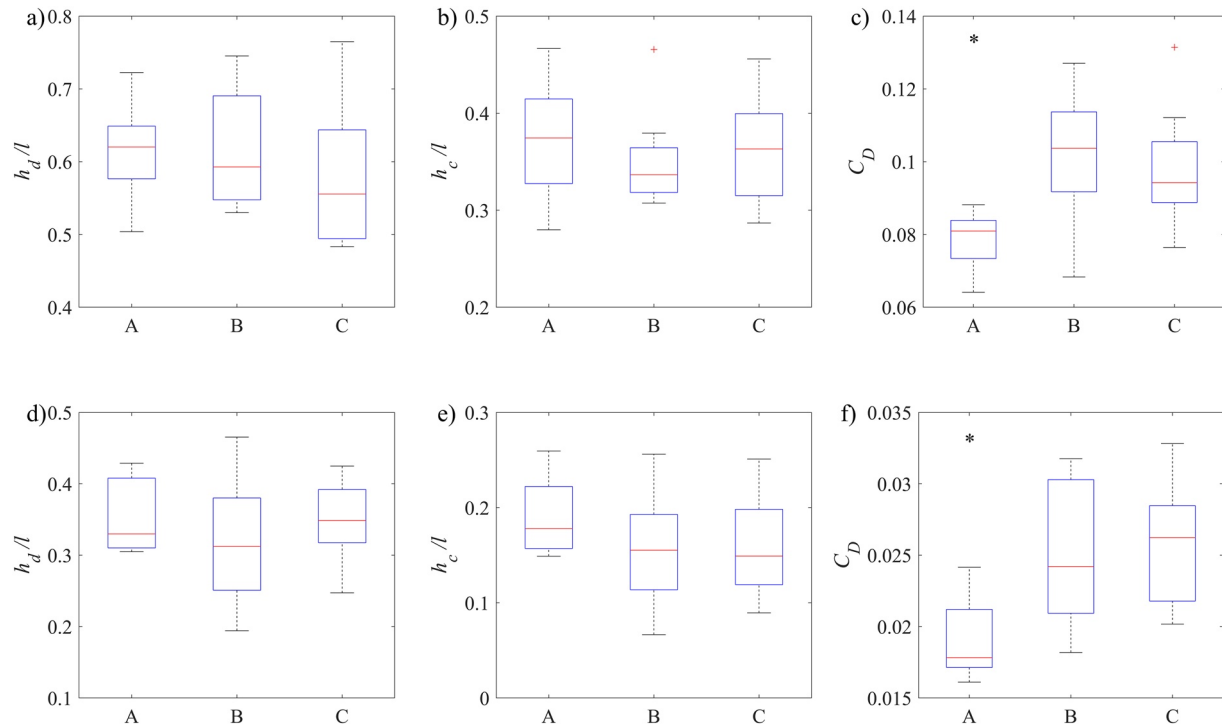 a) b) c)
0.8 0.5 0.14
0.7 0.4 0.12
0.6 0.3 0.1
0.5 0.2 0.08
0.4 0.06
h_d/l h_c/l C_D
*
A B C A B C A B C
d) e) f)
0.5 0.3 0.035
0.4 0.2 0.03
0.3 0.1 0.025
0.2 0 0.02
0.1 0.015
h_d/l h_c/l C_D
*
A B C A B C A B C